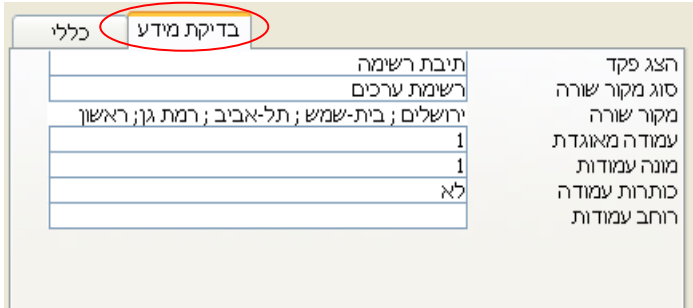 בדיקת מידע כללי
הצג פקד תיבת רשימה
סוג מקור שורה רשימת ערכים
מקור שורה ירושלים ; בית-שמש ; תל-אביב ; רמת גן; ראשון
עמודה מאוגדת 1
מונה עמודות 1
כותרות עמודה לא
רוחב עמודות